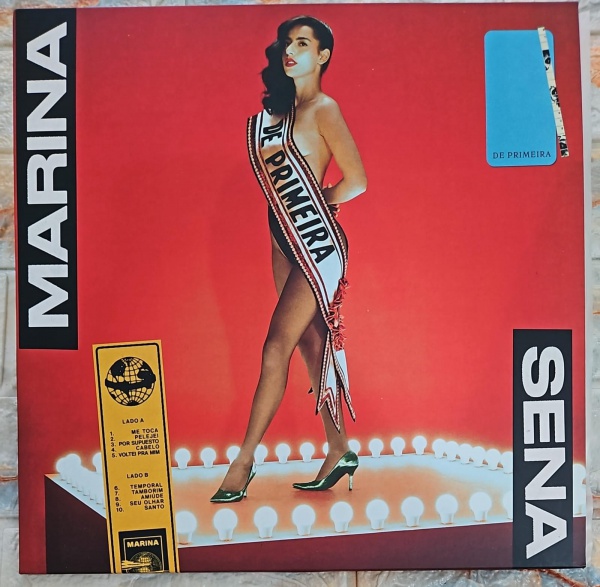 MARINA
SENA
DE PRIMEIRA
DE PRIMEIRA
LADO A
1. ME TOCA
2. PELEJEI
3. POR SUPUESTO
4. CABELO
5. VOLTEI PRA MIM
LADO B
6. TEMPORAL
7. TAMBORIM
8. AMIÚDE
9. SEU OLHAR
10. SANTO
MARINA